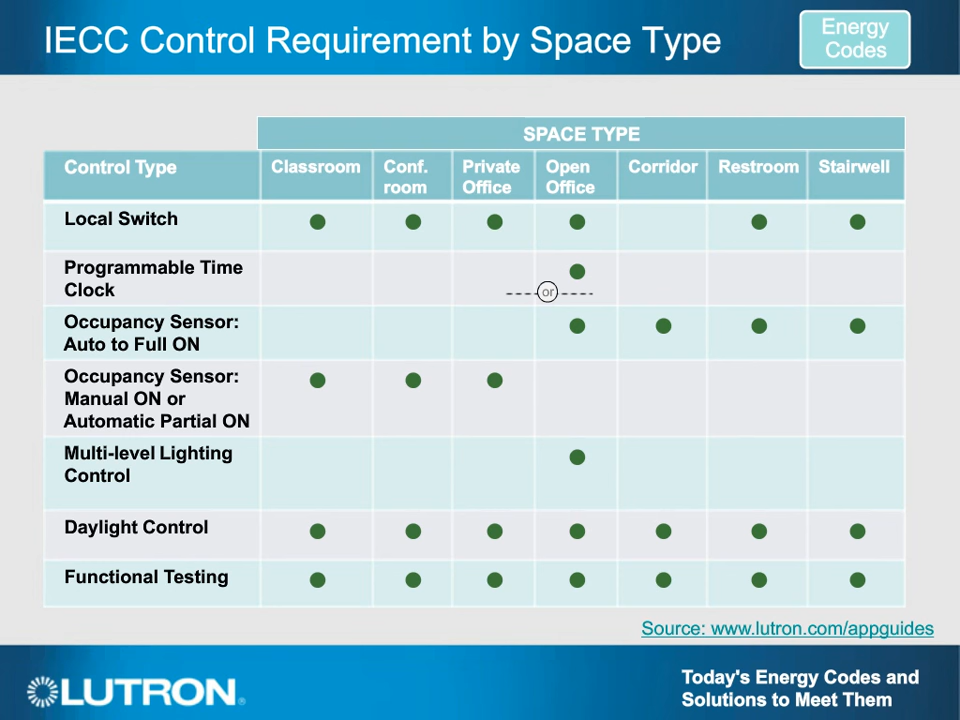 IECC Control Requirement by Space Type
Energy
Codes
SPACE TYPE
Control Type
Classroom
Conf.
room
Private
Office
Open
Office
Corridor
Restroom
Stairwell
Local Switch
Programmable Time
Clock
or
Occupancy Sensor:
Auto to Full ON
Occupancy Sensor:
Manual ON or
Automatic Partial ON
Multi-level Lighting
Control
Daylight Control
Functional Testing
Source: www.lutron.com/appguides
LUTRON®
Today's Energy Codes and
Solutions to Meet Them